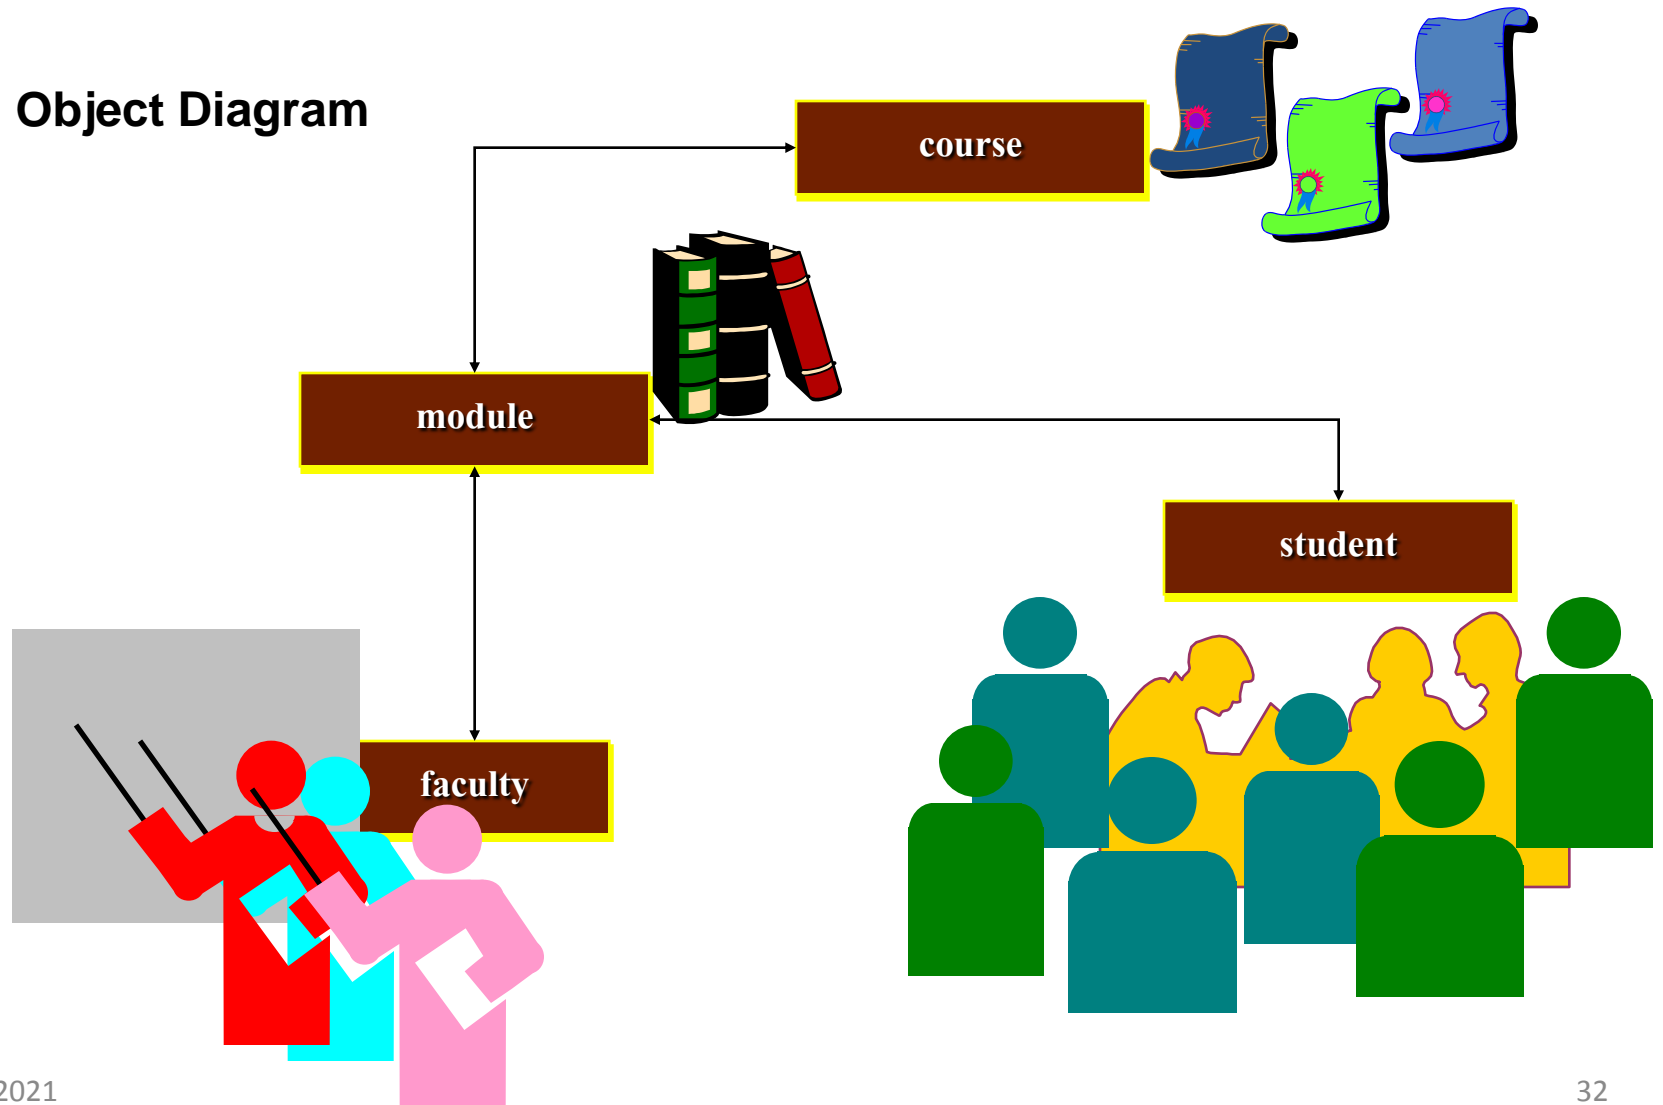 Object Diagram
course
module
student
faculty
2021
32